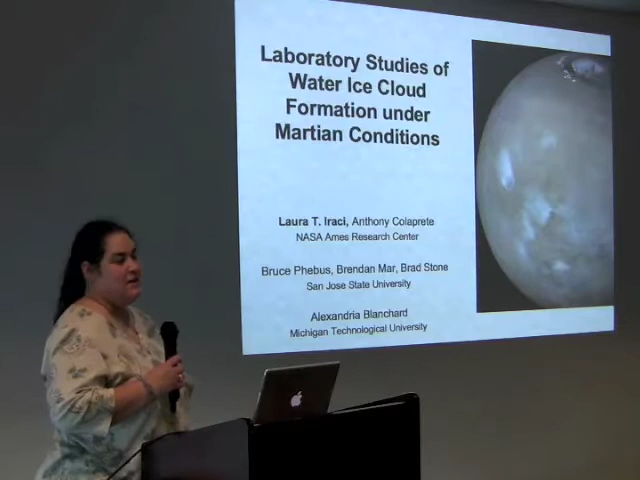 Laboratory Studies of
Water Ice Cloud
Formation under
Martian Conditions
Laura T. Iraci, Anthony Colaprete
NASA Ames Research Center
Bruce Phebus, Brendan Mar, Brad Stone
San Jose State University
Alexandria Blanchard
Michigan Technological University